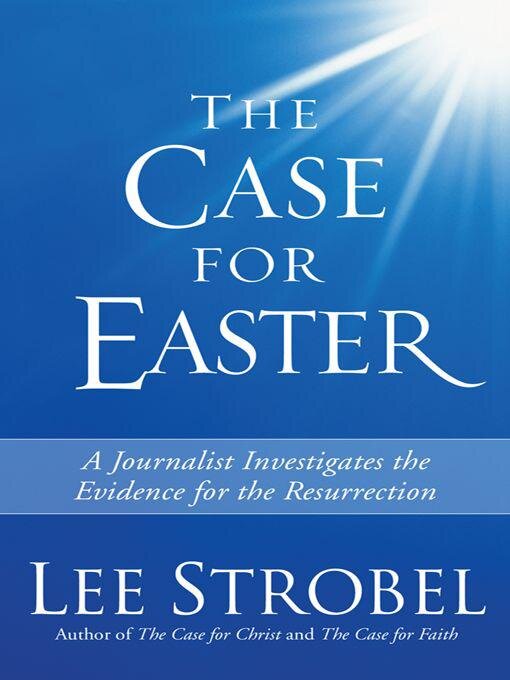 THE
CASE
FOR
EASTER
A Journalist Investigates the
Evidence for the Resurrection
LEE STROBEL
Author of The Case for Christ and The Case for Faith